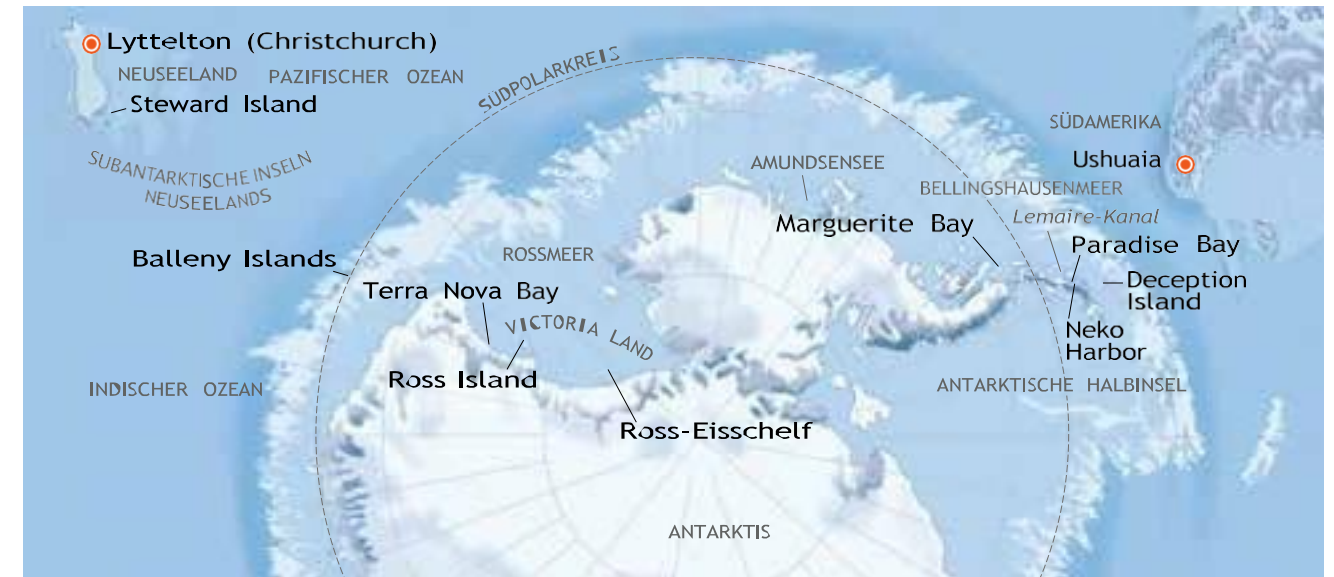 Lyttelton (Christchurch)
NEUSEELAND PAZIFISCHER OZEAN
Steward Island
SUBANTARKTISCHE INSELN
NEUSEELANDS
SÜDPOLARKREIS
SÜDAMERIKA
Ushuaia
AMUNDSENSEE
BELLINGSHAUSENMEER
Marguerite Bay
Lemaire-Kanal
Paradise Bay
Balleny Islands
ROSSMEER
Deception
Island
Terra Nova Bay
VICTORIA LAND
Neko
Harbor
Ross Island
INDISCHER OZEAN
ANTARKTISCHE HALBINSEL
Ross-Eisschelf
ANTARKTIS